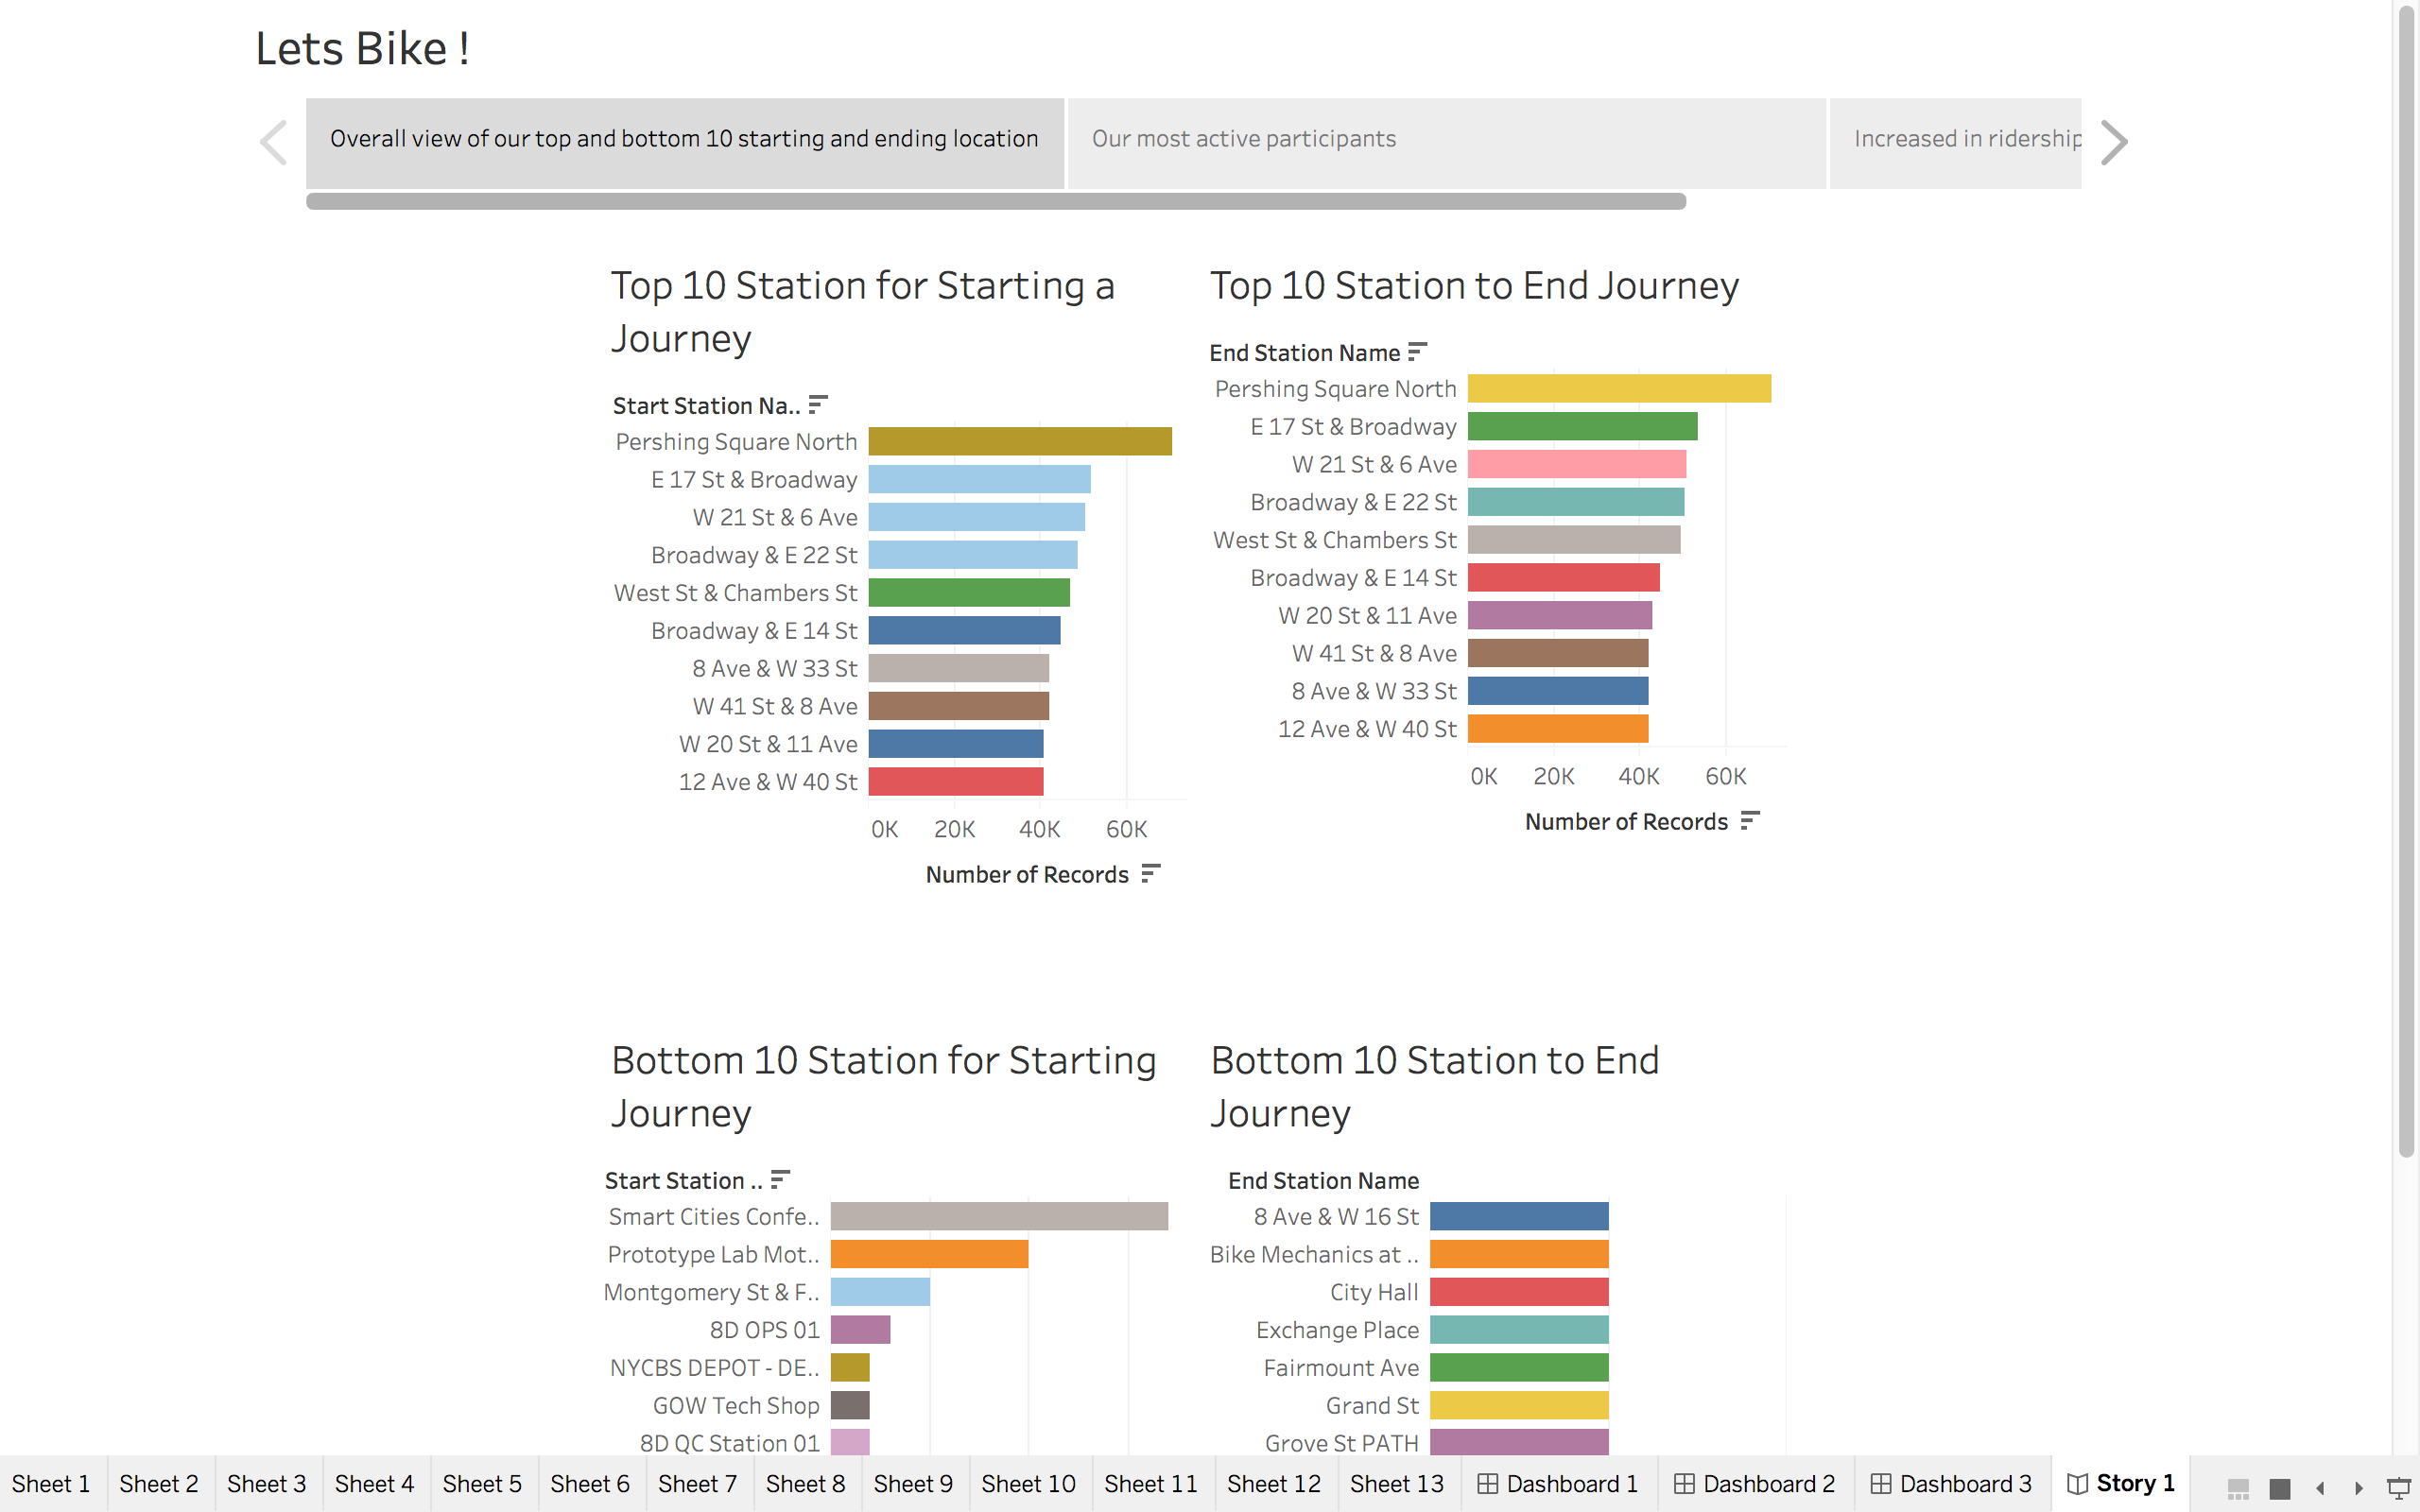 Lets Bike !
Overall view of our top and bottom 10 starting and ending location
Our most active participants
Increased in ridership
Top 10 Station for Starting a
Journey
Start Station Na..
Pershing Square North
E 17 St & Broadway
W 21 St & 6 Ave
Broadway & E 22 St
West St & Chambers St
Broadway & E 14 St
8 Ave & W 33 St
W 41 St & 8 Ave
W 20 St & 11 Ave
12 Ave & W 40 St
0K 20K 40K 60K
Number of Records
Top 10 Station to End Journey
End Station Name
Pershing Square North
E 17 St & Broadway
W 21 St & 6 Ave
Broadway & E 22 St
West St & Chambers St
Broadway & E 14 St
W 20 St & 11 Ave
W 41 St & 8 Ave
8 Ave & W 33 St
12 Ave & W 40 St
0K 20K 40K 60K
Number of Records
Bottom 10 Station for Starting
Journey
Start Station ..
Smart Cities Confe..
Prototype Lab Mot..
Montgomery St & F..
8D OPS 01
NYCBS DEPOT - DE..
GOW Tech Shop
8D QC Station 01
Bottom 10 Station to End
Journey
End Station Name
8 Ave & W 16 St
Bike Mechanics at ..
City Hall
Exchange Place
Fairmount Ave
Grand St
Grove St PATH
Sheet 1 Sheet 2 Sheet 3 Sheet 4 Sheet 5 Sheet 6 Sheet 7 Sheet 8 Sheet 9 Sheet 10 Sheet 11 Sheet 12 Sheet 13 Dashboard 1 Dashboard 2 Dashboard 3 Story 1